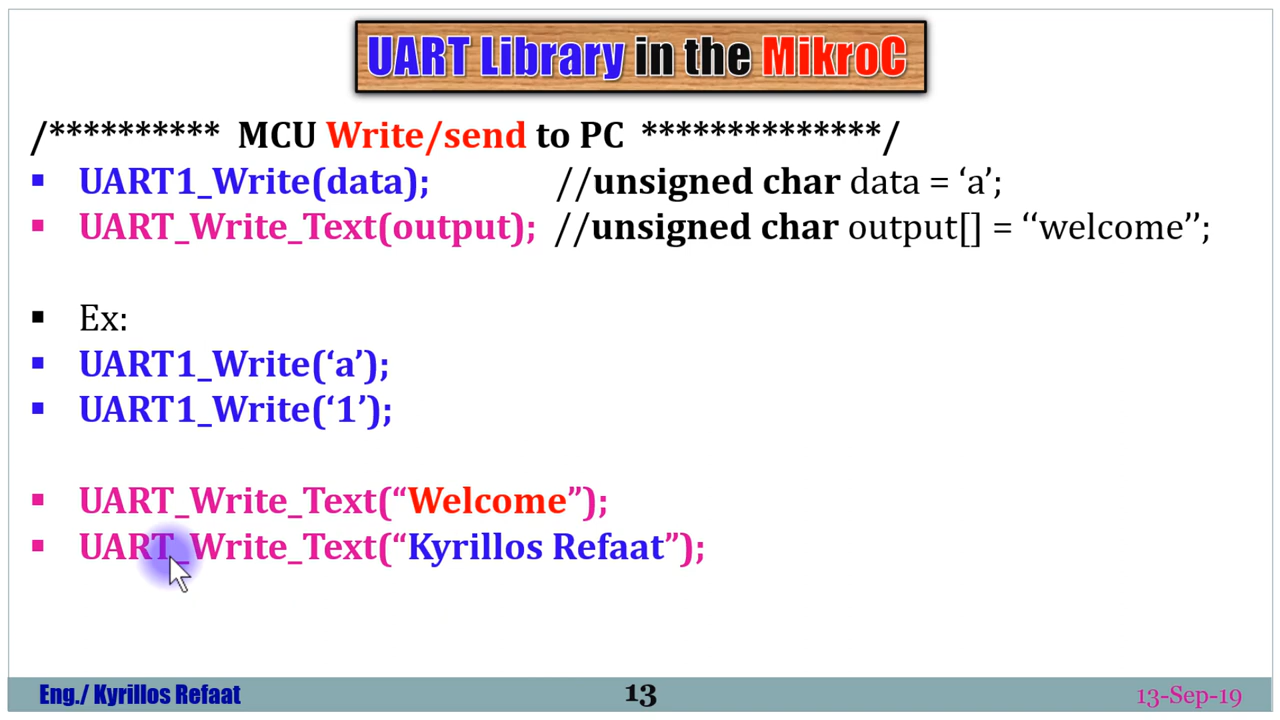 UART Library in the MikroC
/********** MCU Write/send to PC **************/
▪ UART1_Write(data); //unsigned char data = ‘a’;
▪ UART_Write_Text(output); //unsigned char output[] = ‘‘welcome’’;
▪ Ex:
▪ UART1_Write(‘a’);
▪ UART1_Write(‘1’);
▪ UART_Write_Text(“Welcome”);
▪ UART_Write_Text(“Kyrillos Refaat”);
Eng./ Kyrillos Refaat 13 13-Sep-19